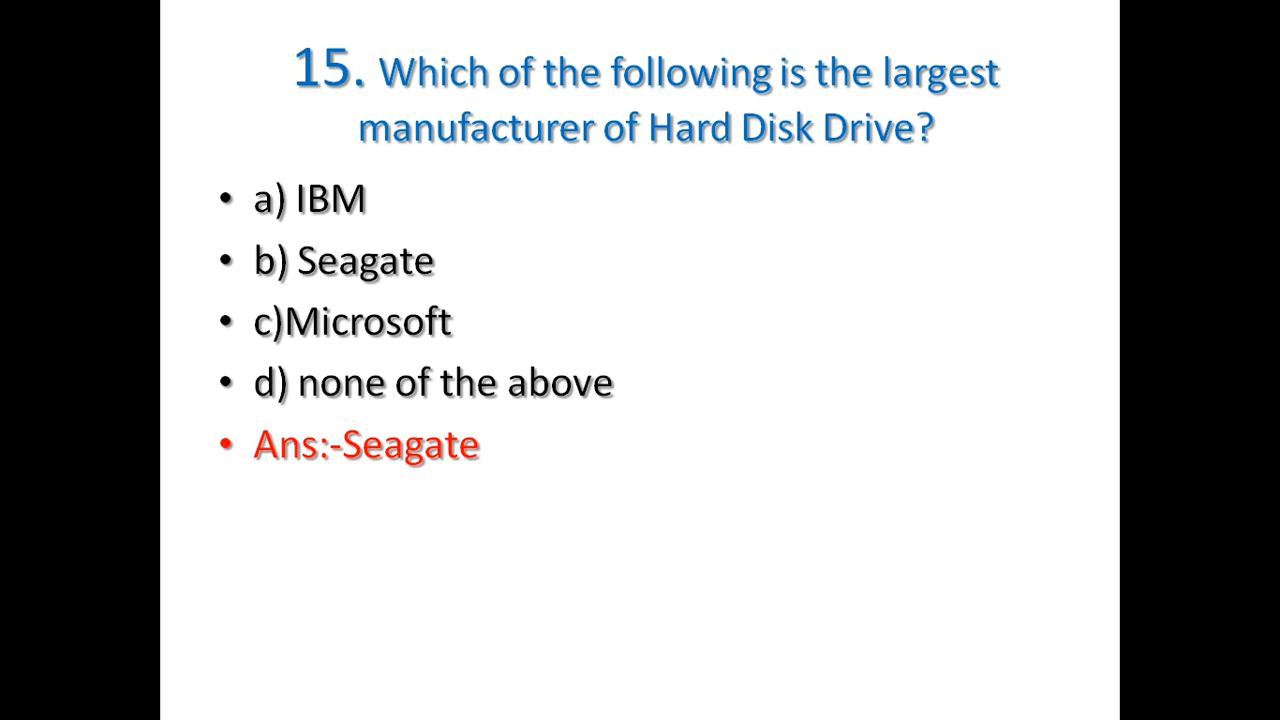 15. Which of the following is the largest
manufacturer of Hard Disk Drive?
• a) IBM
• b) Seagate
• c)Microsoft
• d) none of the above
• Ans:-Seagate